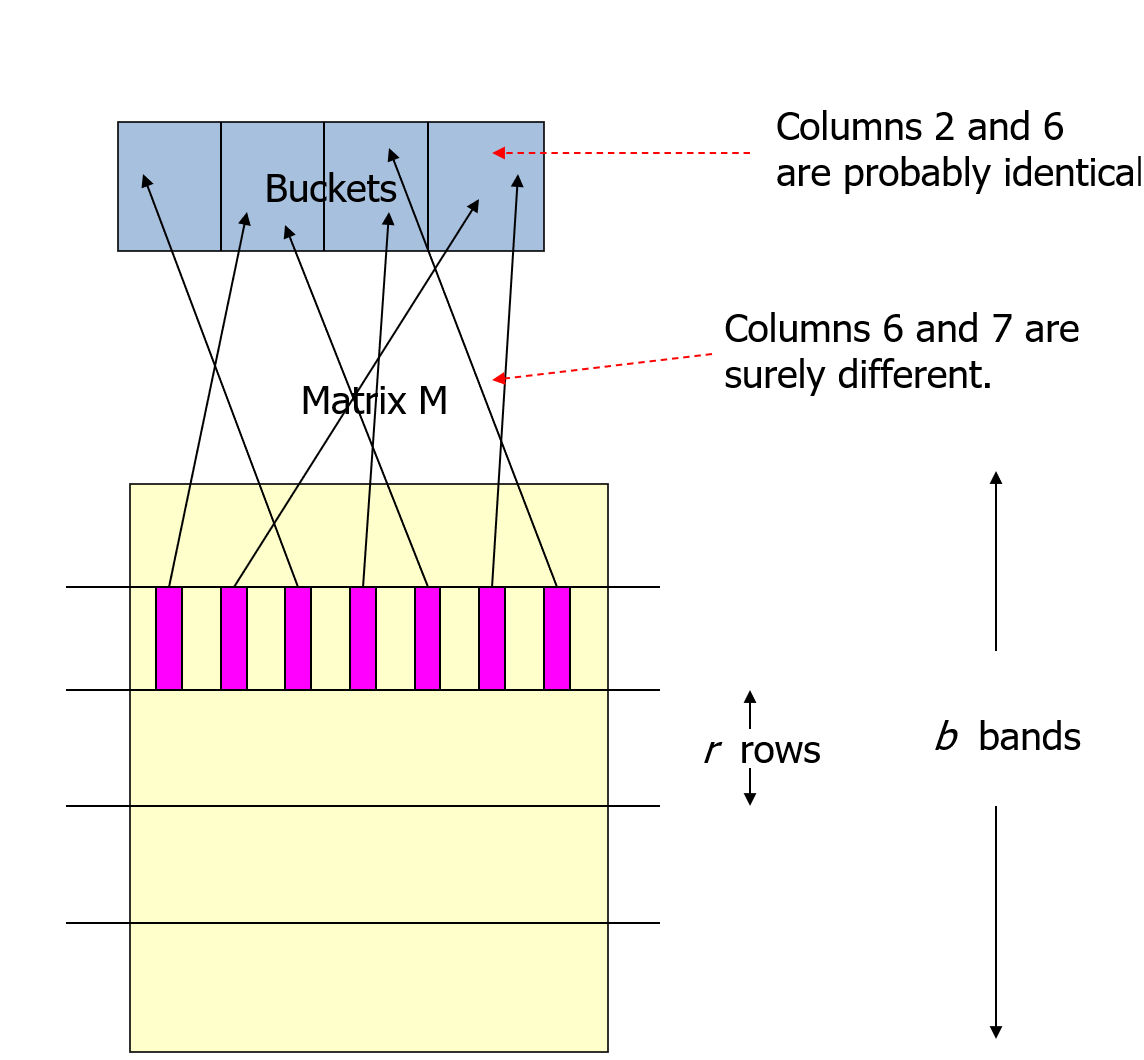 Columns 2 and 6
are probably identical
Buckets
Columns 6 and 7 are
surely different.
Matrix M
r rows
b bands